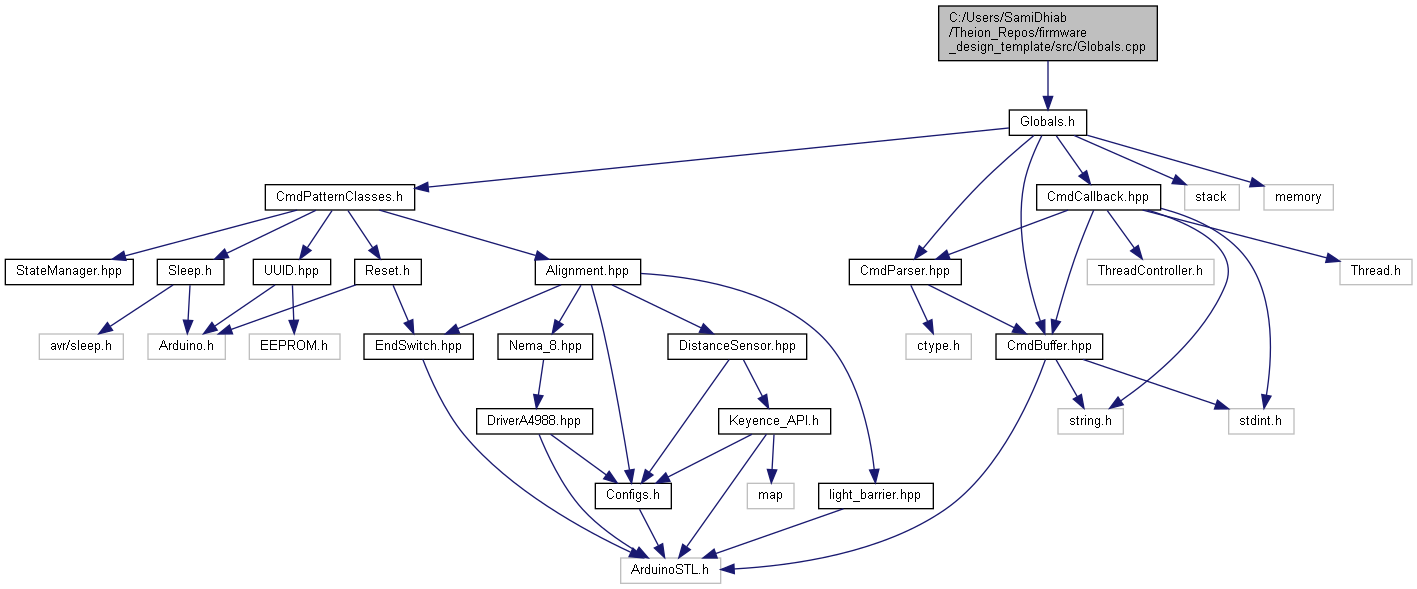 C:/Users/SamiDhiab
/Theion_Repos/firmware
_design_template/src/Globals.cpp
Globals.h
CmdPatternClasses.h
CmdCallback.hpp
stack
memory
StateManager.hpp
Sleep.h
UUID.hpp
Reset.h
Alignment.hpp
CmdParser.hpp
ThreadController.h
Thread.h
avr/sleep.h
Arduino.h
EEPROM.h
EndSwitch.hpp
Nema_8.hpp
DistanceSensor.hpp
ctype.h
CmdBuffer.hpp
DriverA4988.hpp
Keyence_API.h
string.h
stdint.h
Configs.h
map
light_barrier.hpp
ArduinoSTL.h